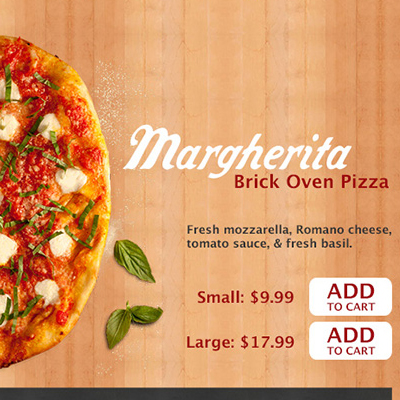 Margherita
Brick Oven Pizza
Fresh mozzarella, Romano cheese,
tomato sauce, & fresh basil.
Small: $9.99
ADD
TO CART
Large: $17.99
ADD
TO CART